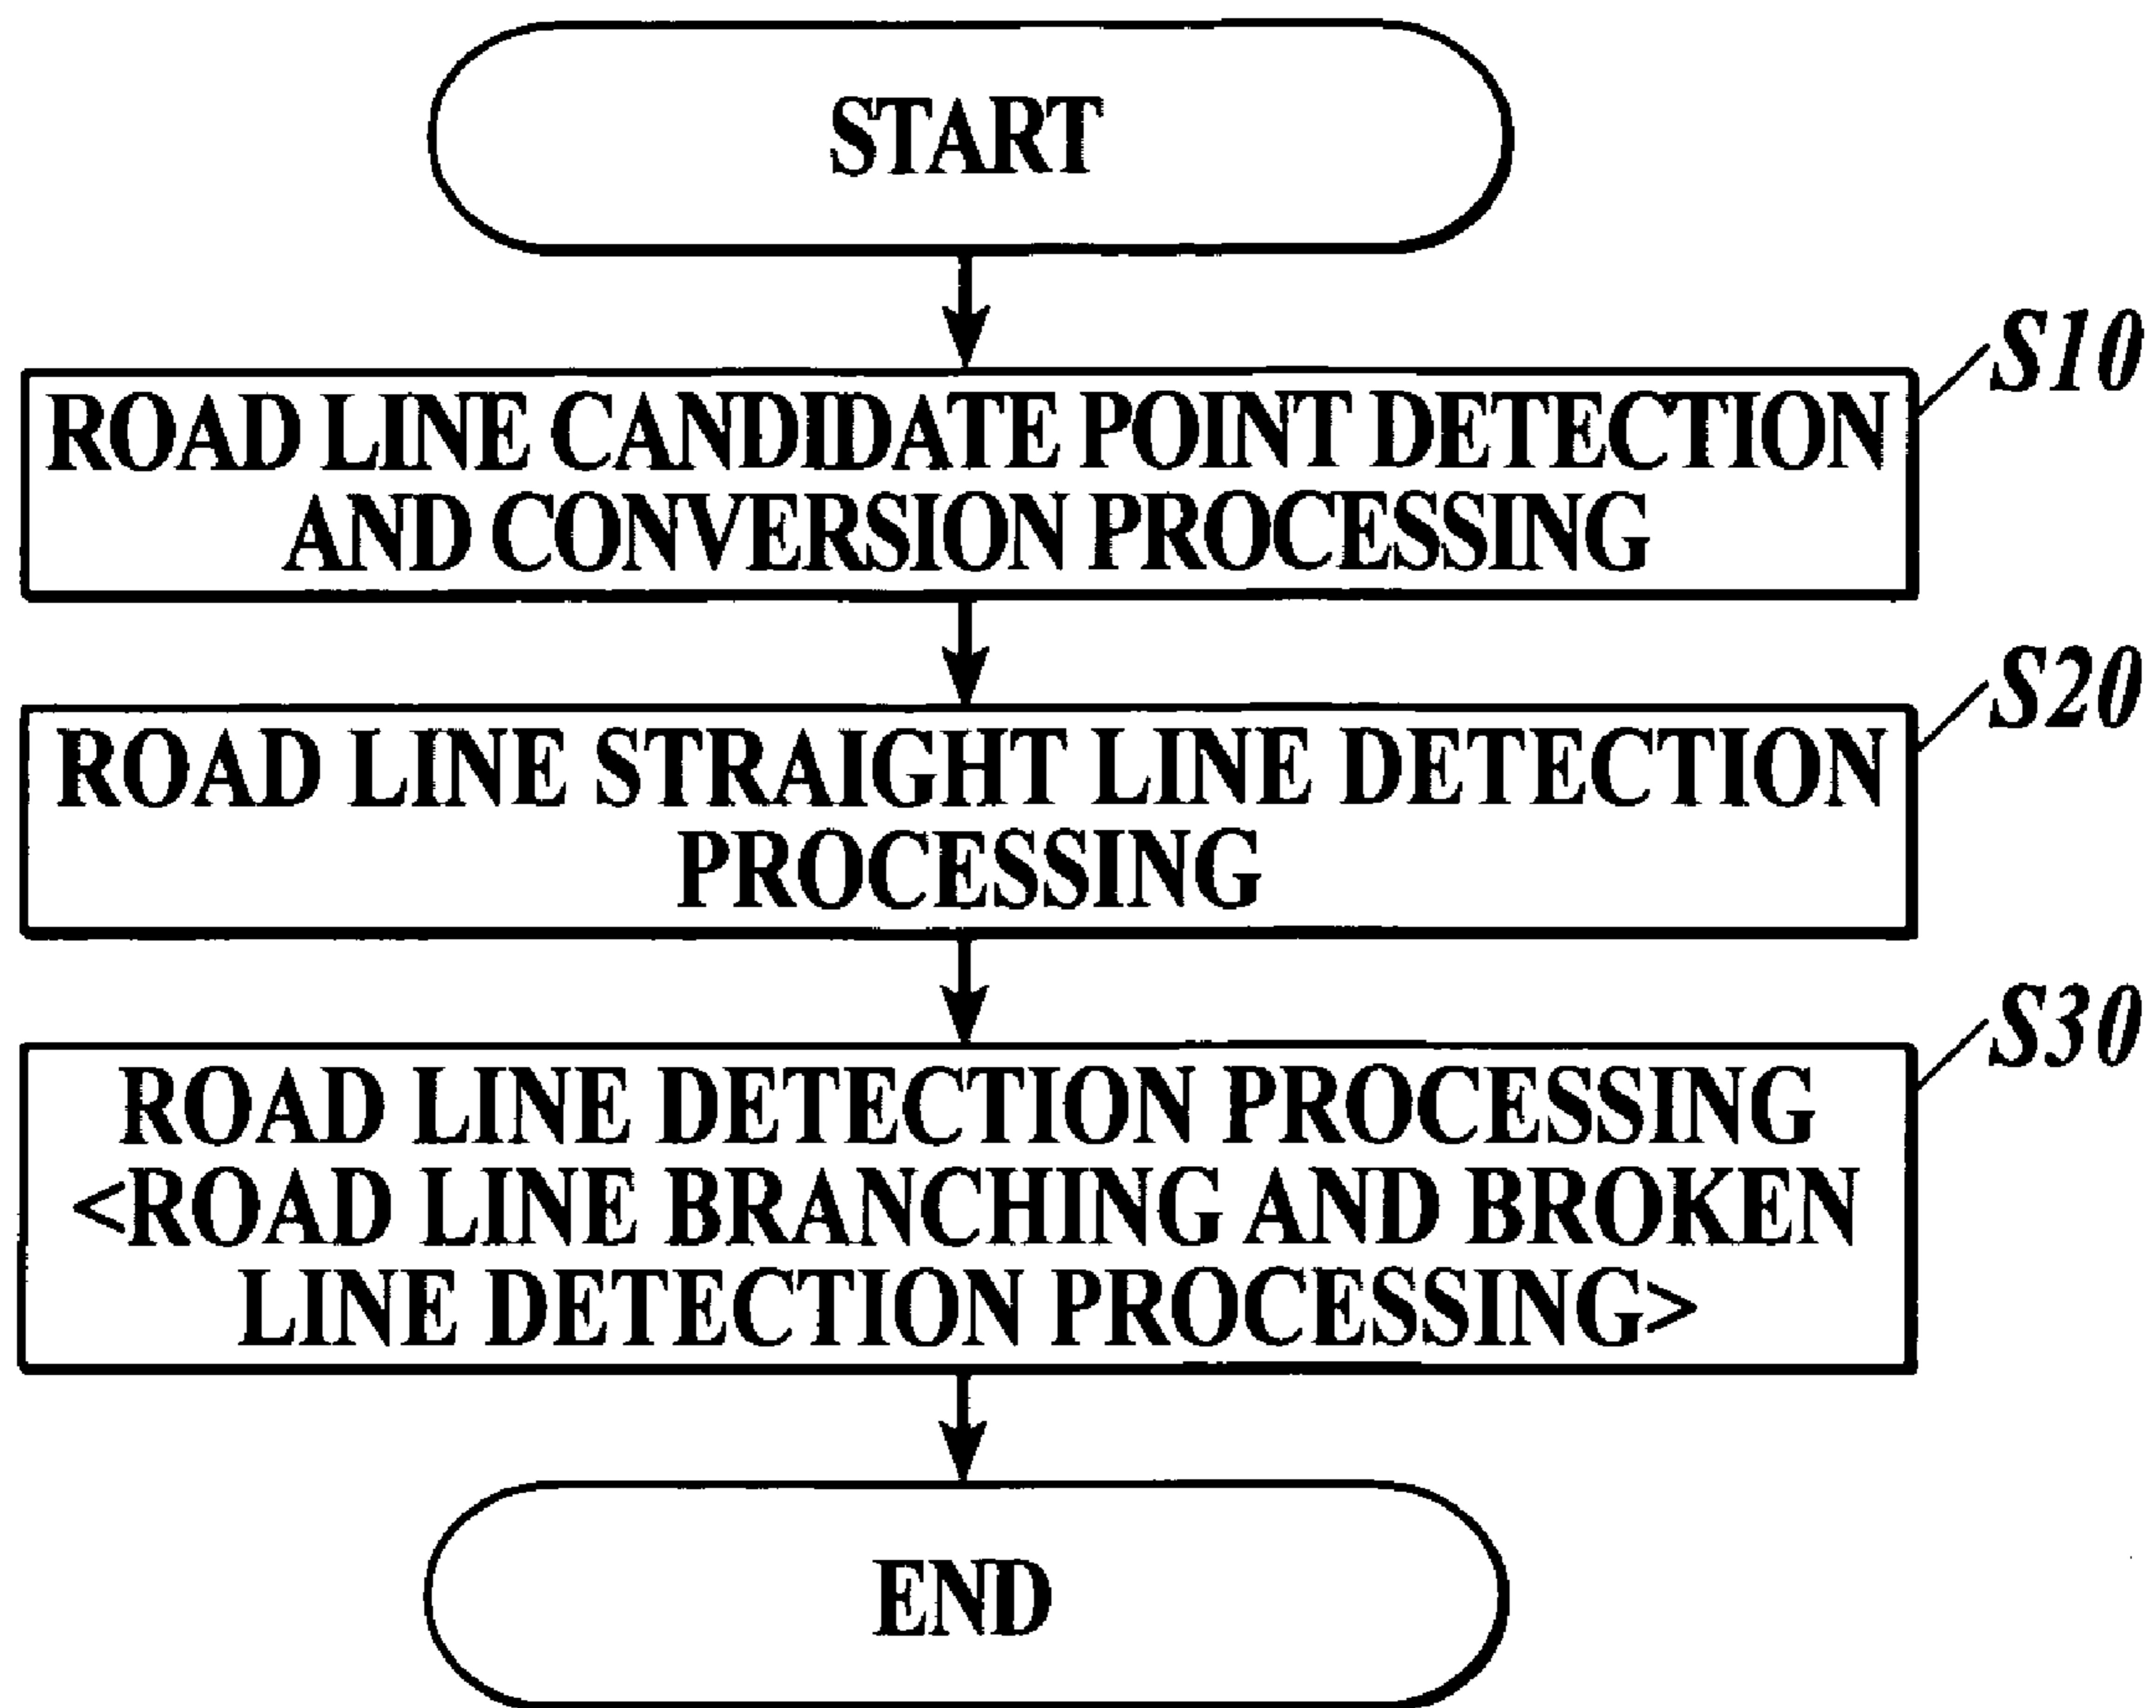 START
S10
ROAD LINE CANDIDATE POINT DETECTION
AND CONVERSION PROCESSING
S20
ROAD LINE STRAIGHT LINE DETECTION
PROCESSING
S30
ROAD LINE DETECTION PROCESSING
<ROAD LINE BRANCHING AND BROKEN
LINE DETECTION PROCESSING>
END